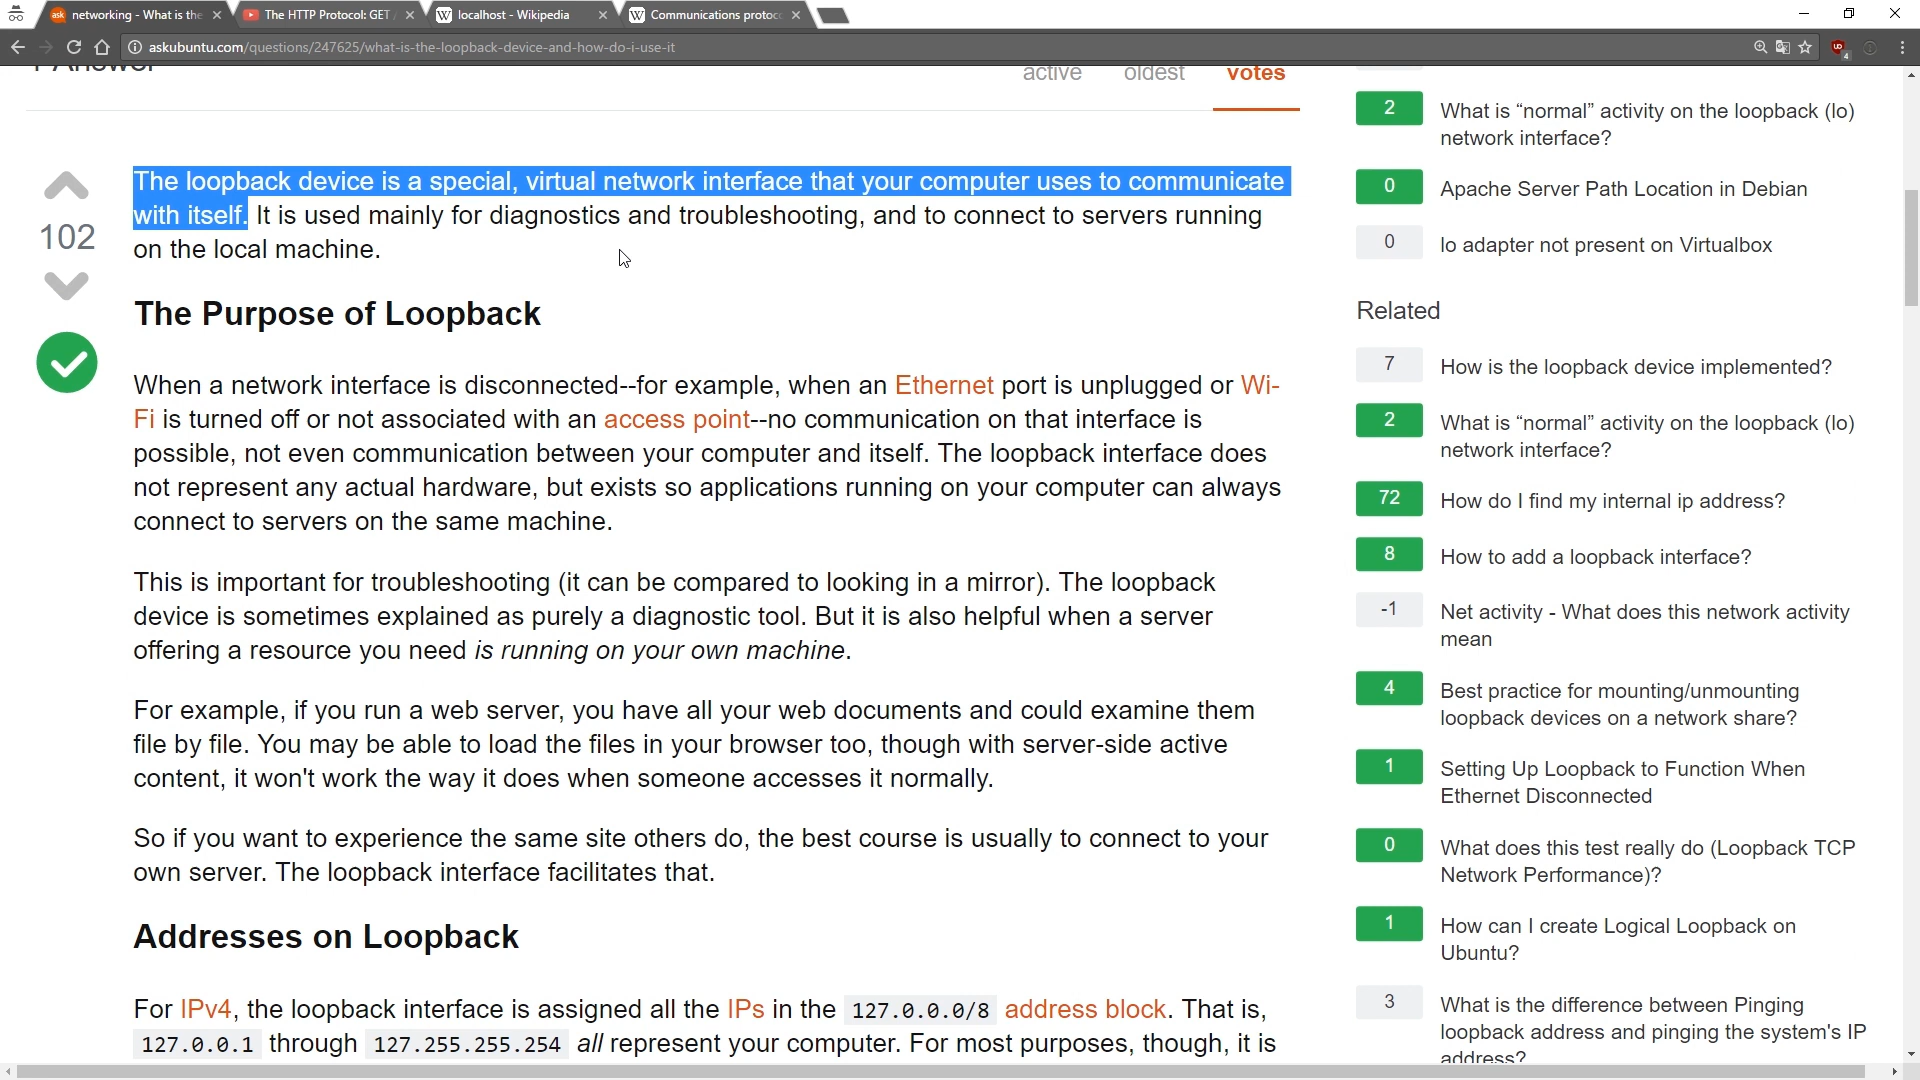 networking - What is the
The HTTP Protocol: GET
localhost - Wikipedia
Communications protoc
askubuntu.com/questions/247625/what-is-the-loopback-device-and-how-do-i-use-it
1 Answer
active oldest votes
102
The loopback device is a special, virtual network interface that your computer uses to communicate
with itself. It is used mainly for diagnostics and troubleshooting, and to connect to servers running
on the local machine.
The Purpose of Loopback
When a network interface is disconnected--for example, when an Ethernet port is unplugged or Wi-
Fi is turned off or not associated with an access point--no communication on that interface is
possible, not even communication between your computer and itself. The loopback interface does
not represent any actual hardware, but exists so applications running on your computer can always
connect to servers on the same machine.
This is important for troubleshooting (it can be compared to looking in a mirror). The loopback
device is sometimes explained as purely a diagnostic tool. But it is also helpful when a server
offering a resource you need is running on your own machine.
For example, if you run a web server, you have all your web documents and could examine them
file by file. You may be able to load the files in your browser too, though with server-side active
content, it won't work the way it does when someone accesses it normally.
So if you want to experience the same site others do, the best course is usually to connect to your
own server. The loopback interface facilitates that.
Addresses on Loopback
For IPv4, the loopback interface is assigned all the IPs in the 127.0.0.0/8 address block. That is,
127.0.0.1 through 127.255.255.254 all represent your computer. For most purposes, though, it is
2 What is “normal” activity on the loopback (lo)
network interface?
0 Apache Server Path Location in Debian
0 lo adapter not present on Virtualbox
Related
7 How is the loopback device implemented?
2 What is “normal” activity on the loopback (lo)
network interface?
72 How do I find my internal ip address?
8 How to add a loopback interface?
-1 Net activity - What does this network activity
mean
4 Best practice for mounting/unmounting
loopback devices on a network share?
1 Setting Up Loopback to Function When
Ethernet Disconnected
0 What does this test really do (Loopback TCP
Network Performance)?
1 How can I create Logical Loopback on
Ubuntu?
3 What is the difference between Pinging
loopback address and pinging the system's IP
address?